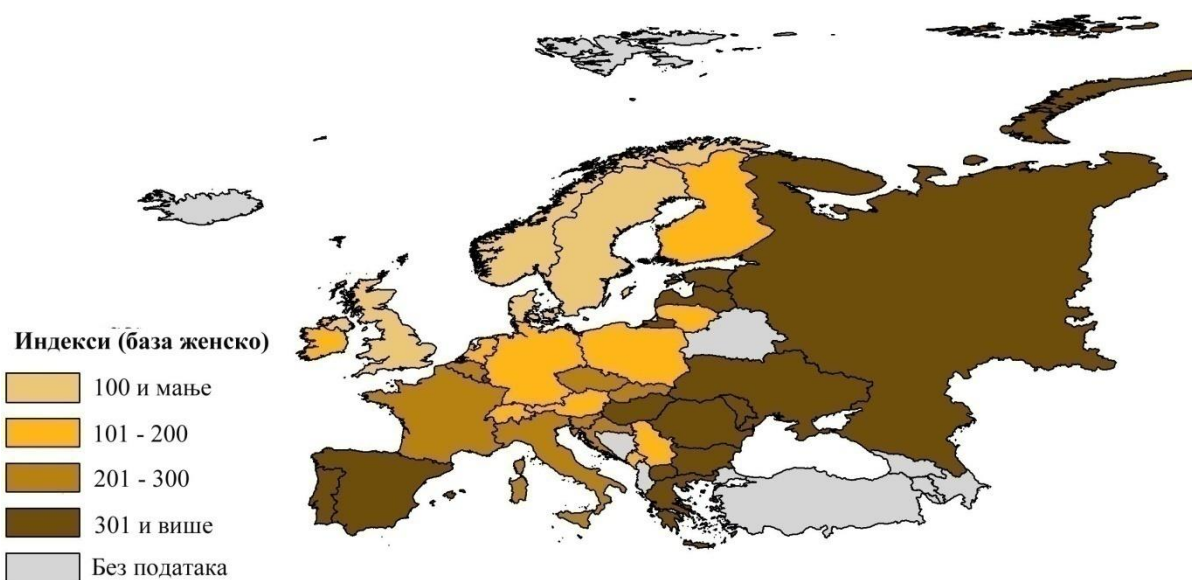 Индекси (база женско)
100 и мање
101 - 200
201 - 300
301 и више
Без података